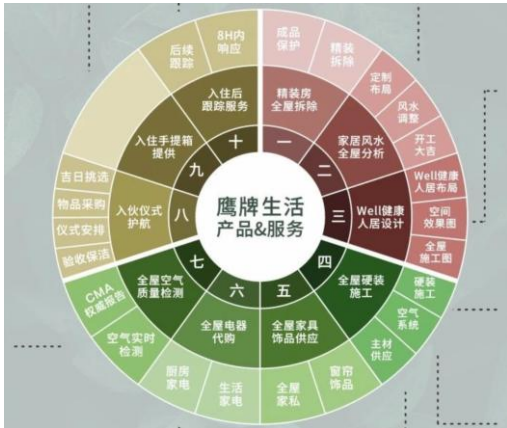 鹰牌生活
产品&服务
一
精装房
全屋拆除
成品
保护
精装
拆除
二
家居风水
全屋分析
定制
布局
风水
调整
开工
大吉
三
Well健康
人居设计
Well健康
人居布局
空间
效果图
全屋
施工图
四
全屋硬装
施工
硬装
施工
空气
系统
主材
供应
五
全屋家具
饰品供应
窗帘
饰品
全屋
家私
六
全屋电器
代购
生活
家电
厨房
家电
七
全屋空气
质量检测
空气实时
检测
CMA
权威报告
八
入伙仪式
护航
验收保洁
仪式安排
物品采购
吉日挑选
九
入住手提箱
提供
十
入住后
跟踪服务
后续
跟踪
8H内
响应